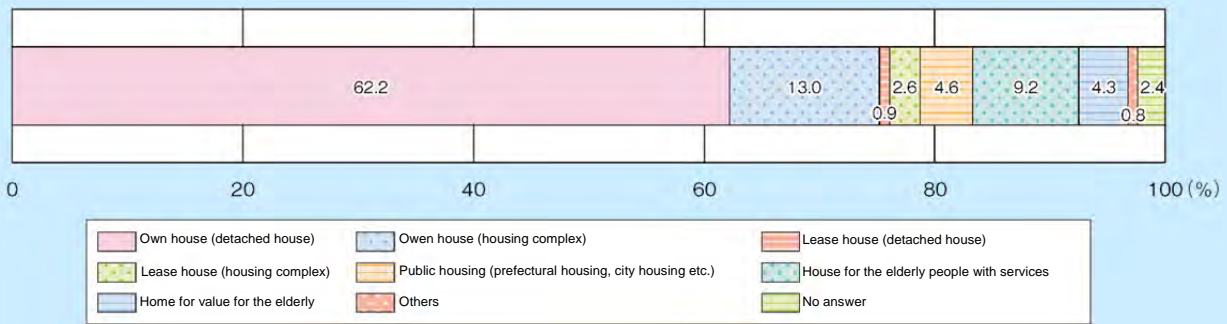 62.2 13.0 0.9 2.6 4.6 9.2 4.3 0.8 2.4
0 20 40 60 80 100 (%)
Own house (detached house) Owen house (housing complex) Lease house (detached house)
Lease house (housing complex) Public housing (prefectural housing, city housing etc.) House for the elderly people with services
Home for value for the elderly Others No answer